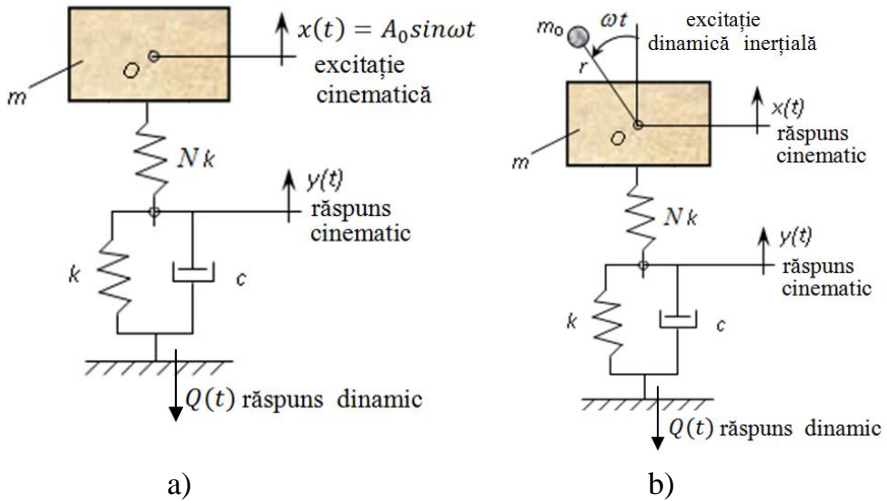 x(t) = A₀sinωt
excitație
cinematică
O
m
N k
y(t)
răspuns
cinematic
k
c
Q(t) răspuns dinamic
a)
m₀
ωt
excitație
dinamică inerțială
r
x(t)
răspuns
cinematic
O
m
N k
y(t)
răspuns
cinematic
k
c
Q(t) răspuns dinamic
b)